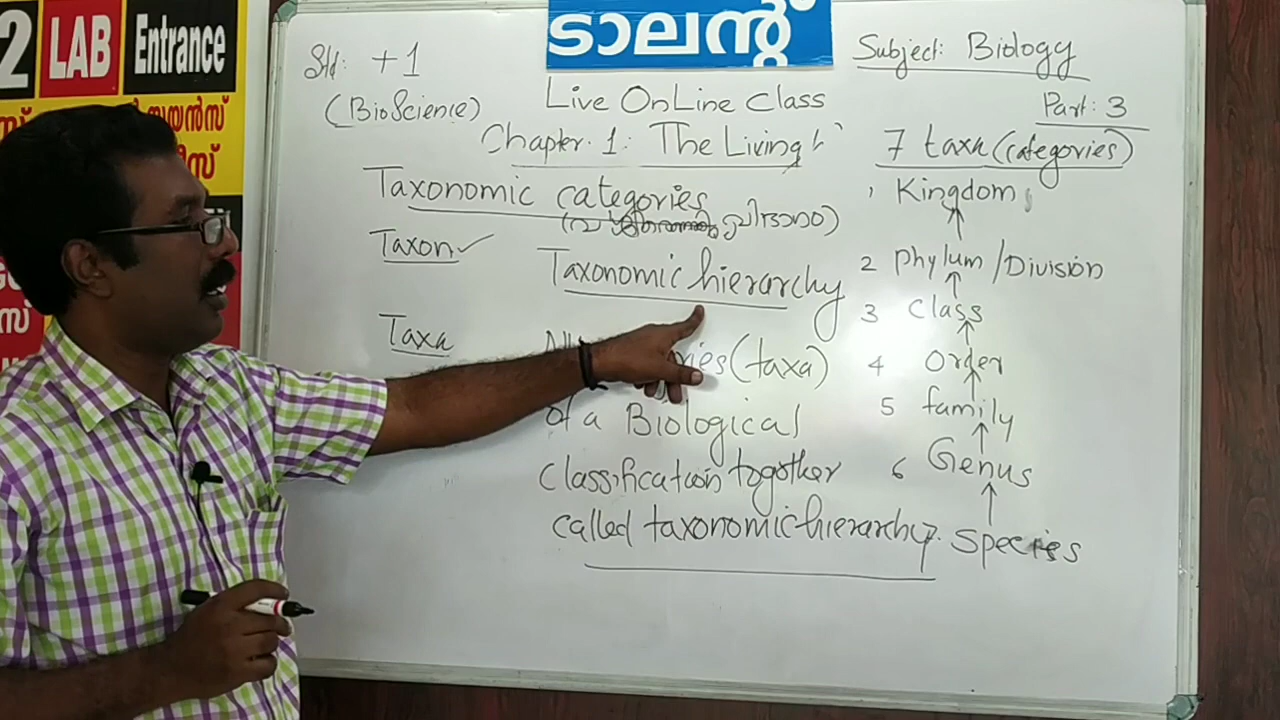 2 LAB Entrance
ടാലന്റ്
Std: +1
Subject: Biology
(BioScience)
Live OnLine Class
Part: 3
Chapter. 1: The Living
7 taxa (categories)
Taxonomic categories
1 Kingdom
Taxon ✓
Taxonomic hierarchy
2 Phylum /Division
3 Class
Taxa
(taxa)
4 Order
of a Biological
5 family
Classification together
6 Genus
called taxonomic hierarchy
7. Species